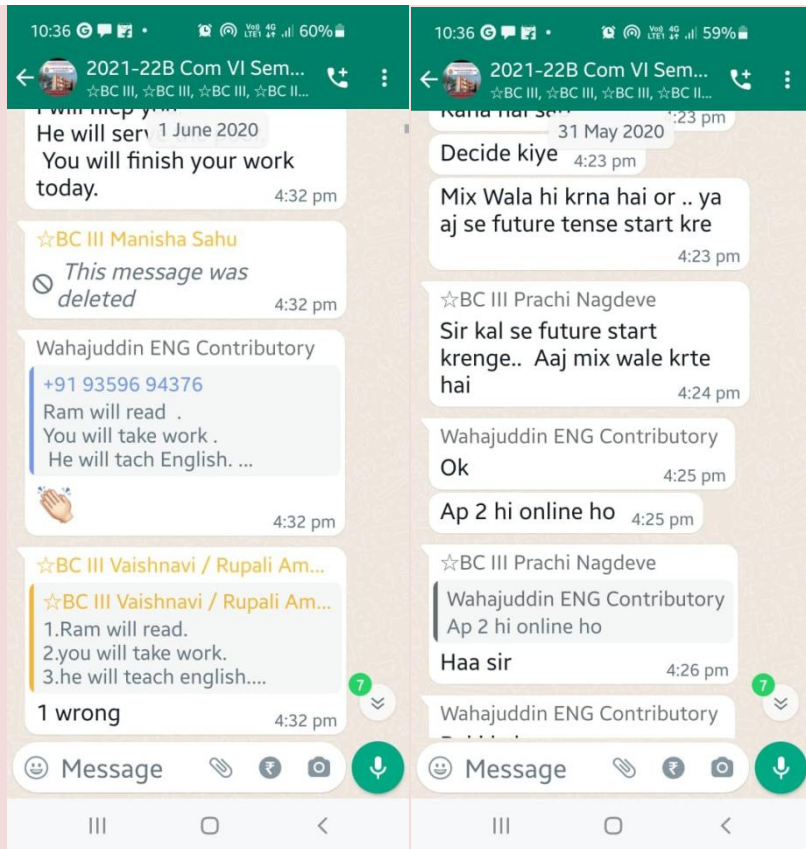 10:36
Vo)) 4G
LTE1
60%
2021-22B Com VI Sem...
☆BC III, ☆BC III, ☆BC III, ☆BC II...
He will serv
1 June 2020
You will finish your work
today.
4:32 pm
☆BC III Manisha Sahu
This message was
deleted
4:32 pm
Wahajuddin ENG Contributory
+91 93596 94376
Ram will read .
You will take work .
He will tach English. ...
4:32 pm
☆BC III Vaishnavi / Rupali Am...
☆BC III Vaishnavi / Rupali Am...
1.Ram will read.
2.you will take work.
3.he will teach english....
1 wrong
4:32 pm
7
Message
10:36
Vo)) 4G
LTE1
59%
2021-22B Com VI Sem...
☆BC III, ☆BC III, ☆BC III, ☆BC II...
:23 pm
31 May 2020
Decide kiye
4:23 pm
Mix Wala hi krna hai or .. ya
aj se future tense start kre
4:23 pm
☆BC III Prachi Nagdeve
Sir kal se future start
krenge.. Aaj mix wale krte
hai
4:24 pm
Wahajuddin ENG Contributory
Ok
4:25 pm
Ap 2 hi online ho
4:25 pm
☆BC III Prachi Nagdeve
Wahajuddin ENG Contributory
Ap 2 hi online ho
Haa sir
4:26 pm
Wahajuddin ENG Contributory
7
Message